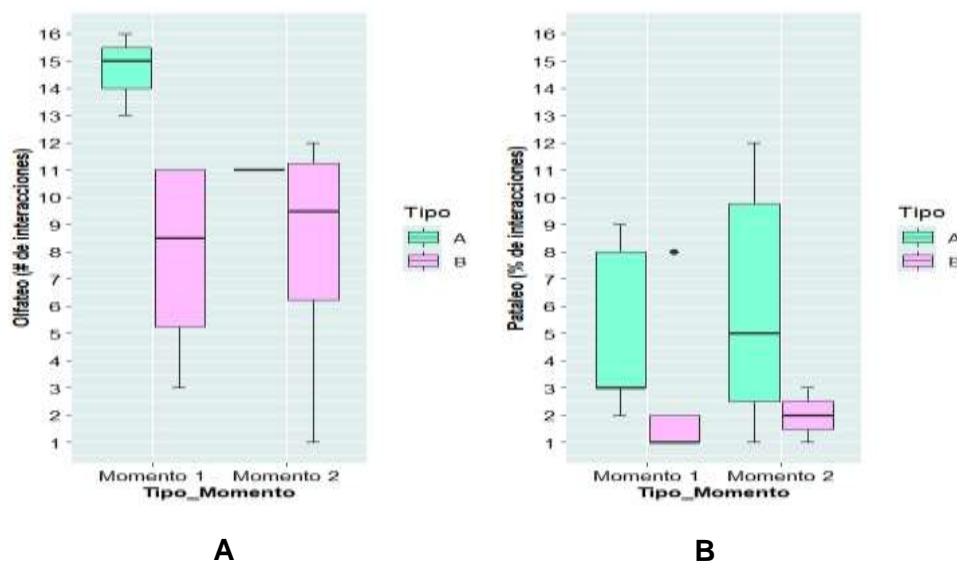 16
15
14
13
12
11
10
9
8
7
6
5
4
3
2
1
Olfateo (# de interacciones)
Momento 1 Momento 2
Tipo_Momento
Tipo
A
B
A
16
15
14
13
12
11
10
9
8
7
6
5
4
3
2
1
Pataleo (% de interacciones)
Momento 1 Momento 2
Tipo_Momento
Tipo
A
B
B